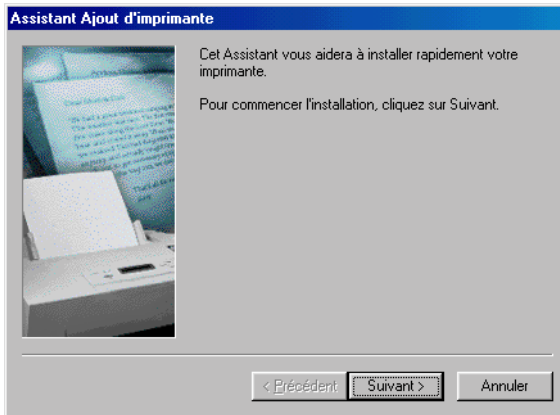 Assistant Ajout d'imprimante
Cet Assistant vous aidera à installer rapidement votre
imprimante.
Pour commencer l'installation, cliquez sur Suivant.
< Précédent
Suivant >
Annuler